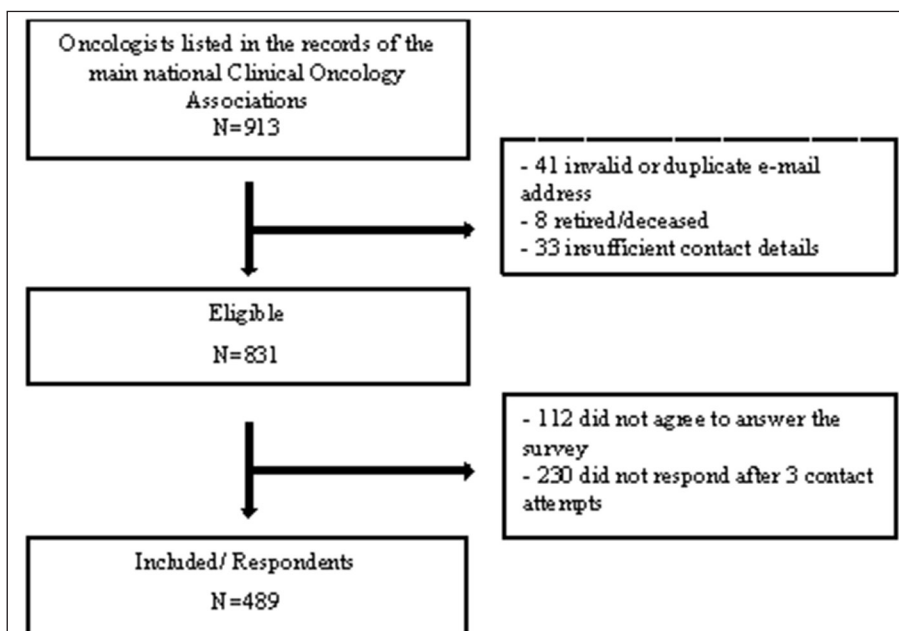 Oncologists listed in the records of the
main national Clinical Oncology
Associations
N=913
- 41 invalid or duplicate e-mail
address
- 8 retired/deceased
- 33 insufficient contact details
Eligible
N=831
- 112 did not agree to answer the
survey
- 230 did not respond after 3 contact
attempts
Included/ Respondents
N=489